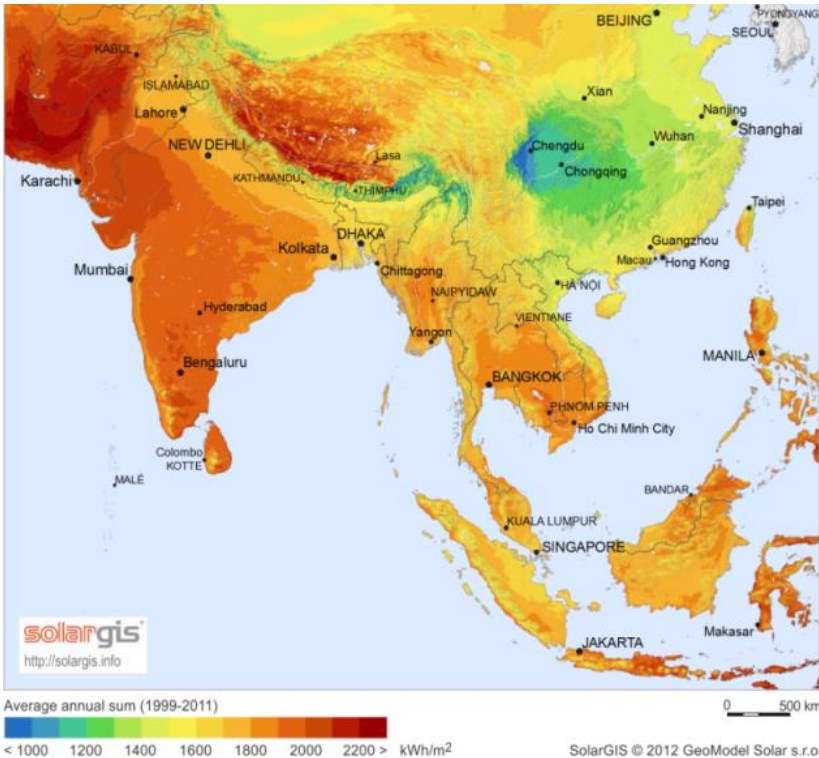 BEIJING
PYONGYANG
SEOUL
KABUL
ISLAMABAD
Lahore
Xian
Nanjing
Shanghai
NEW DEHLI
Lasa
Chengdu
Wuhan
Chongqing
Karachi
KATHMANDU
THIMPHU
Taipei
DHAKA
Kolkata
Guangzhou
Macau
Hong Kong
Chittagong
Mumbai
HA NỘI
NAIPYIDAW
Hyderabad
VIENTIANE
Yangon
MANILA
Bengaluru
BANGKOK
PHNOM PENH
Ho Chi Minh City
Colombo
KOTTE
MALÉ
BANDAR
KUALA LUMPUR
SINGAPORE
Makasar
JAKARTA
solargis
http://solargis.info
Average annual sum (1999-2011)
0 500 km
< 1000 1200 1400 1600 1800 2000 2200 > kWh/m²
SolarGIS © 2012 GeoModel Solar s.r.o